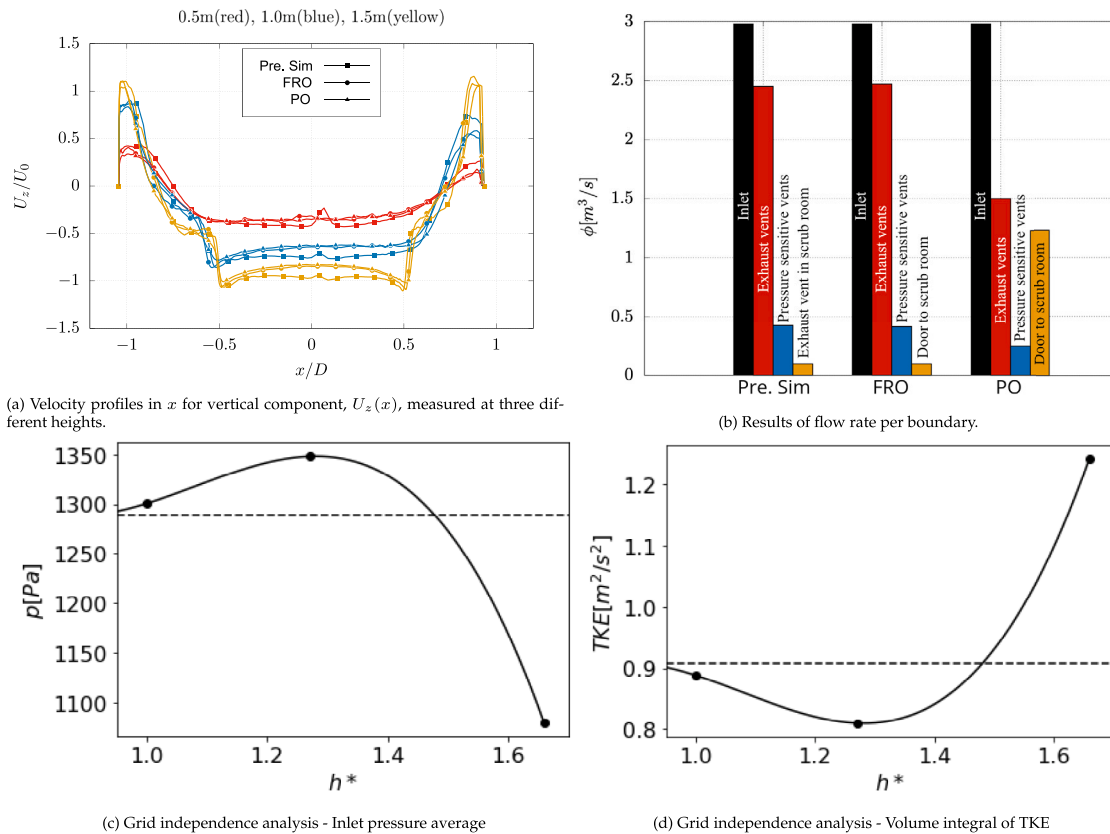 0.5m(red), 1.0m(blue), 1.5m(yellow)
1.5
1
0.5
0
−0.5
−1
−1.5
U_z/U_0
Pre. Sim
FRO
PO
−1
−0.5
0
0.5
1
x/D
(a) Velocity profiles in x for vertical component, U_z(x), measured at three dif-
ferent heights.
3
2.5
2
1.5
1
0.5
0
ϕ[m³/s]
Inlet
Exhaust vents
Pressure sensitive vents
Exhaust vent in scrub room
Inlet
Exhaust vents
Pressure sensitive vents
Door to scrub room
Inlet
Exhaust vents
Pressure sensitive vents
Door to scrub room
Pre. Sim
FRO
PO
(b) Results of flow rate per boundary.
1350
1300
1250
1200
1150
1100
p[Pa]
1.0
1.2
1.4
1.6
h*
(c) Grid independence analysis - Inlet pressure average
1.2
1.1
1.0
0.9
0.8
TKE[m²/s²]
1.0
1.2
1.4
1.6
h*
(d) Grid independence analysis - Volume integral of TKE